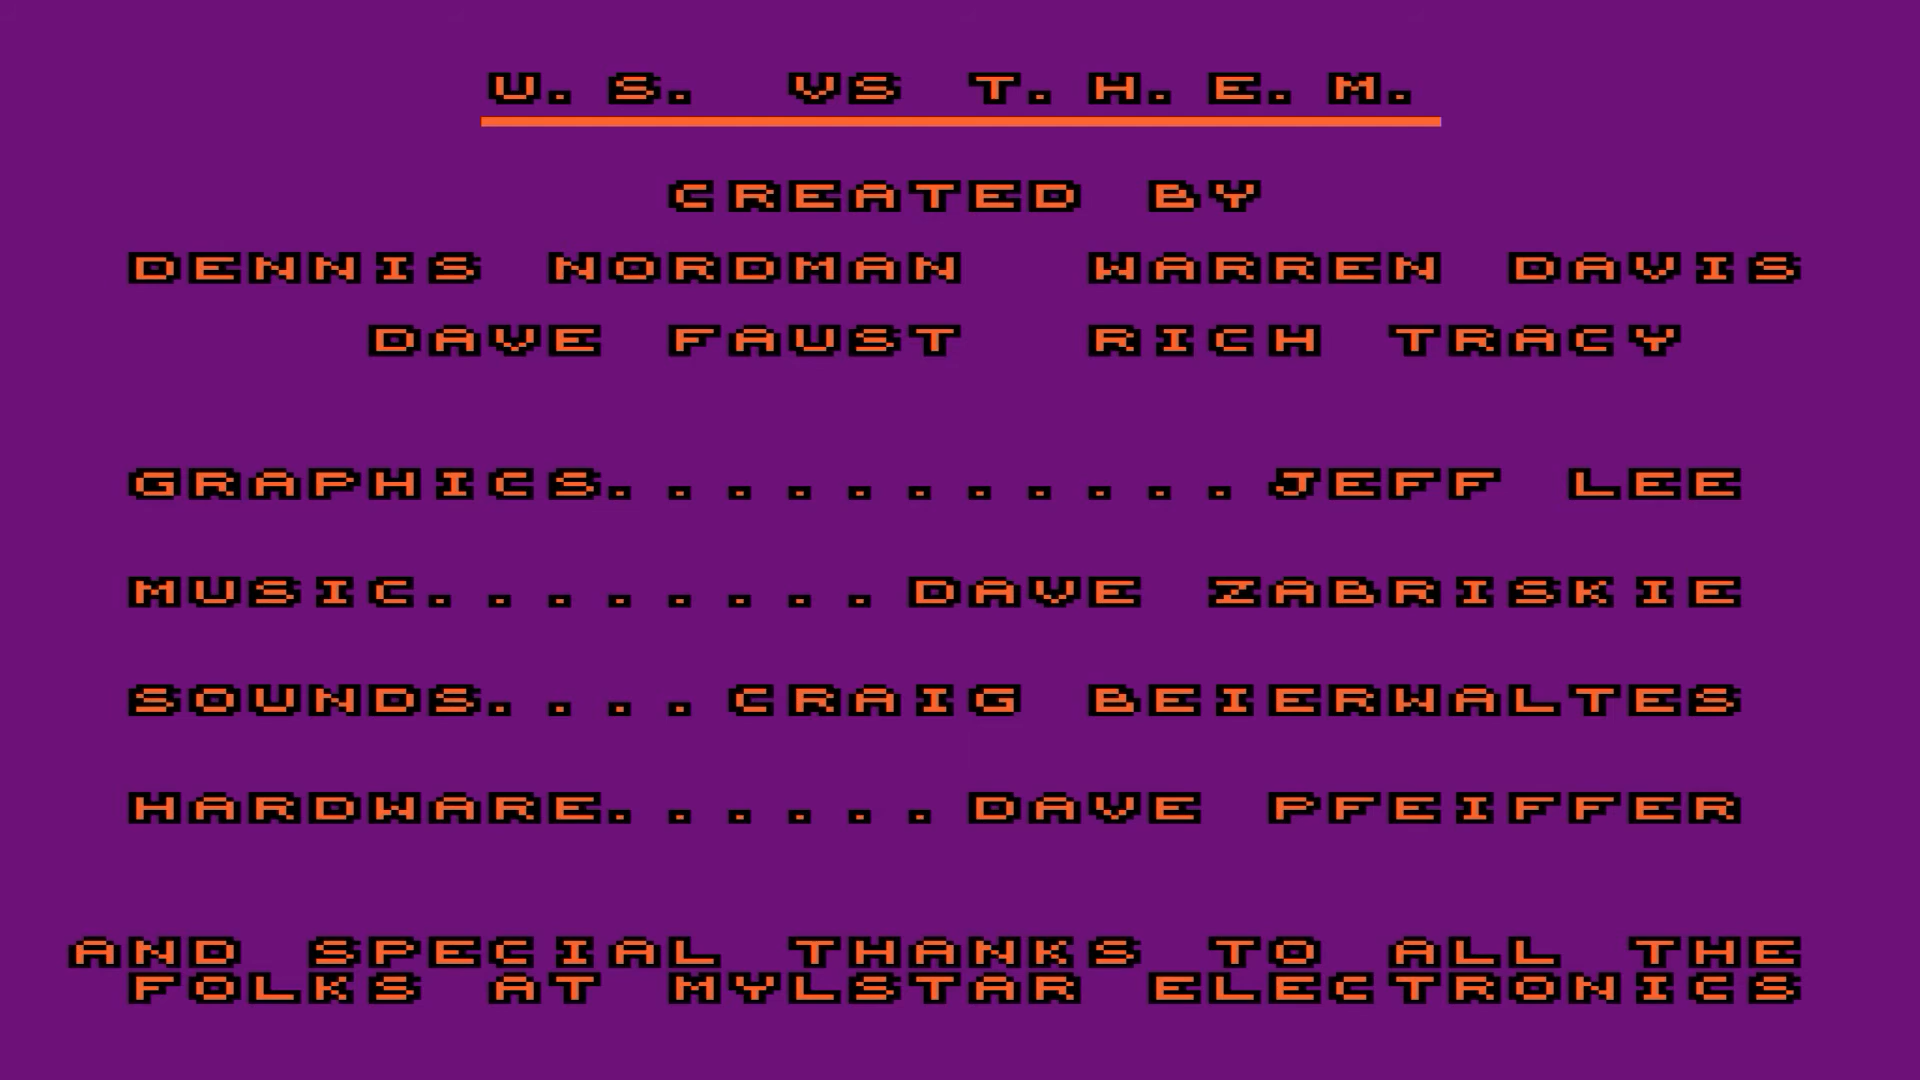 U.S. VS T.H.E.M.
CREATED BY
DENNIS NORDMAN WARREN DAVIS
DAVE FAUST RICH TRACY
GRAPHICS...........JEFF LEE
MUSIC........DAVE ZABRISKIE
SOUNDS....CRAIG BEIERWALTES
HARDWARE......DAVE PFEIFFER
AND SPECIAL THANKS TO ALL THE
FOLKS AT MYLSTAR ELECTRONICS